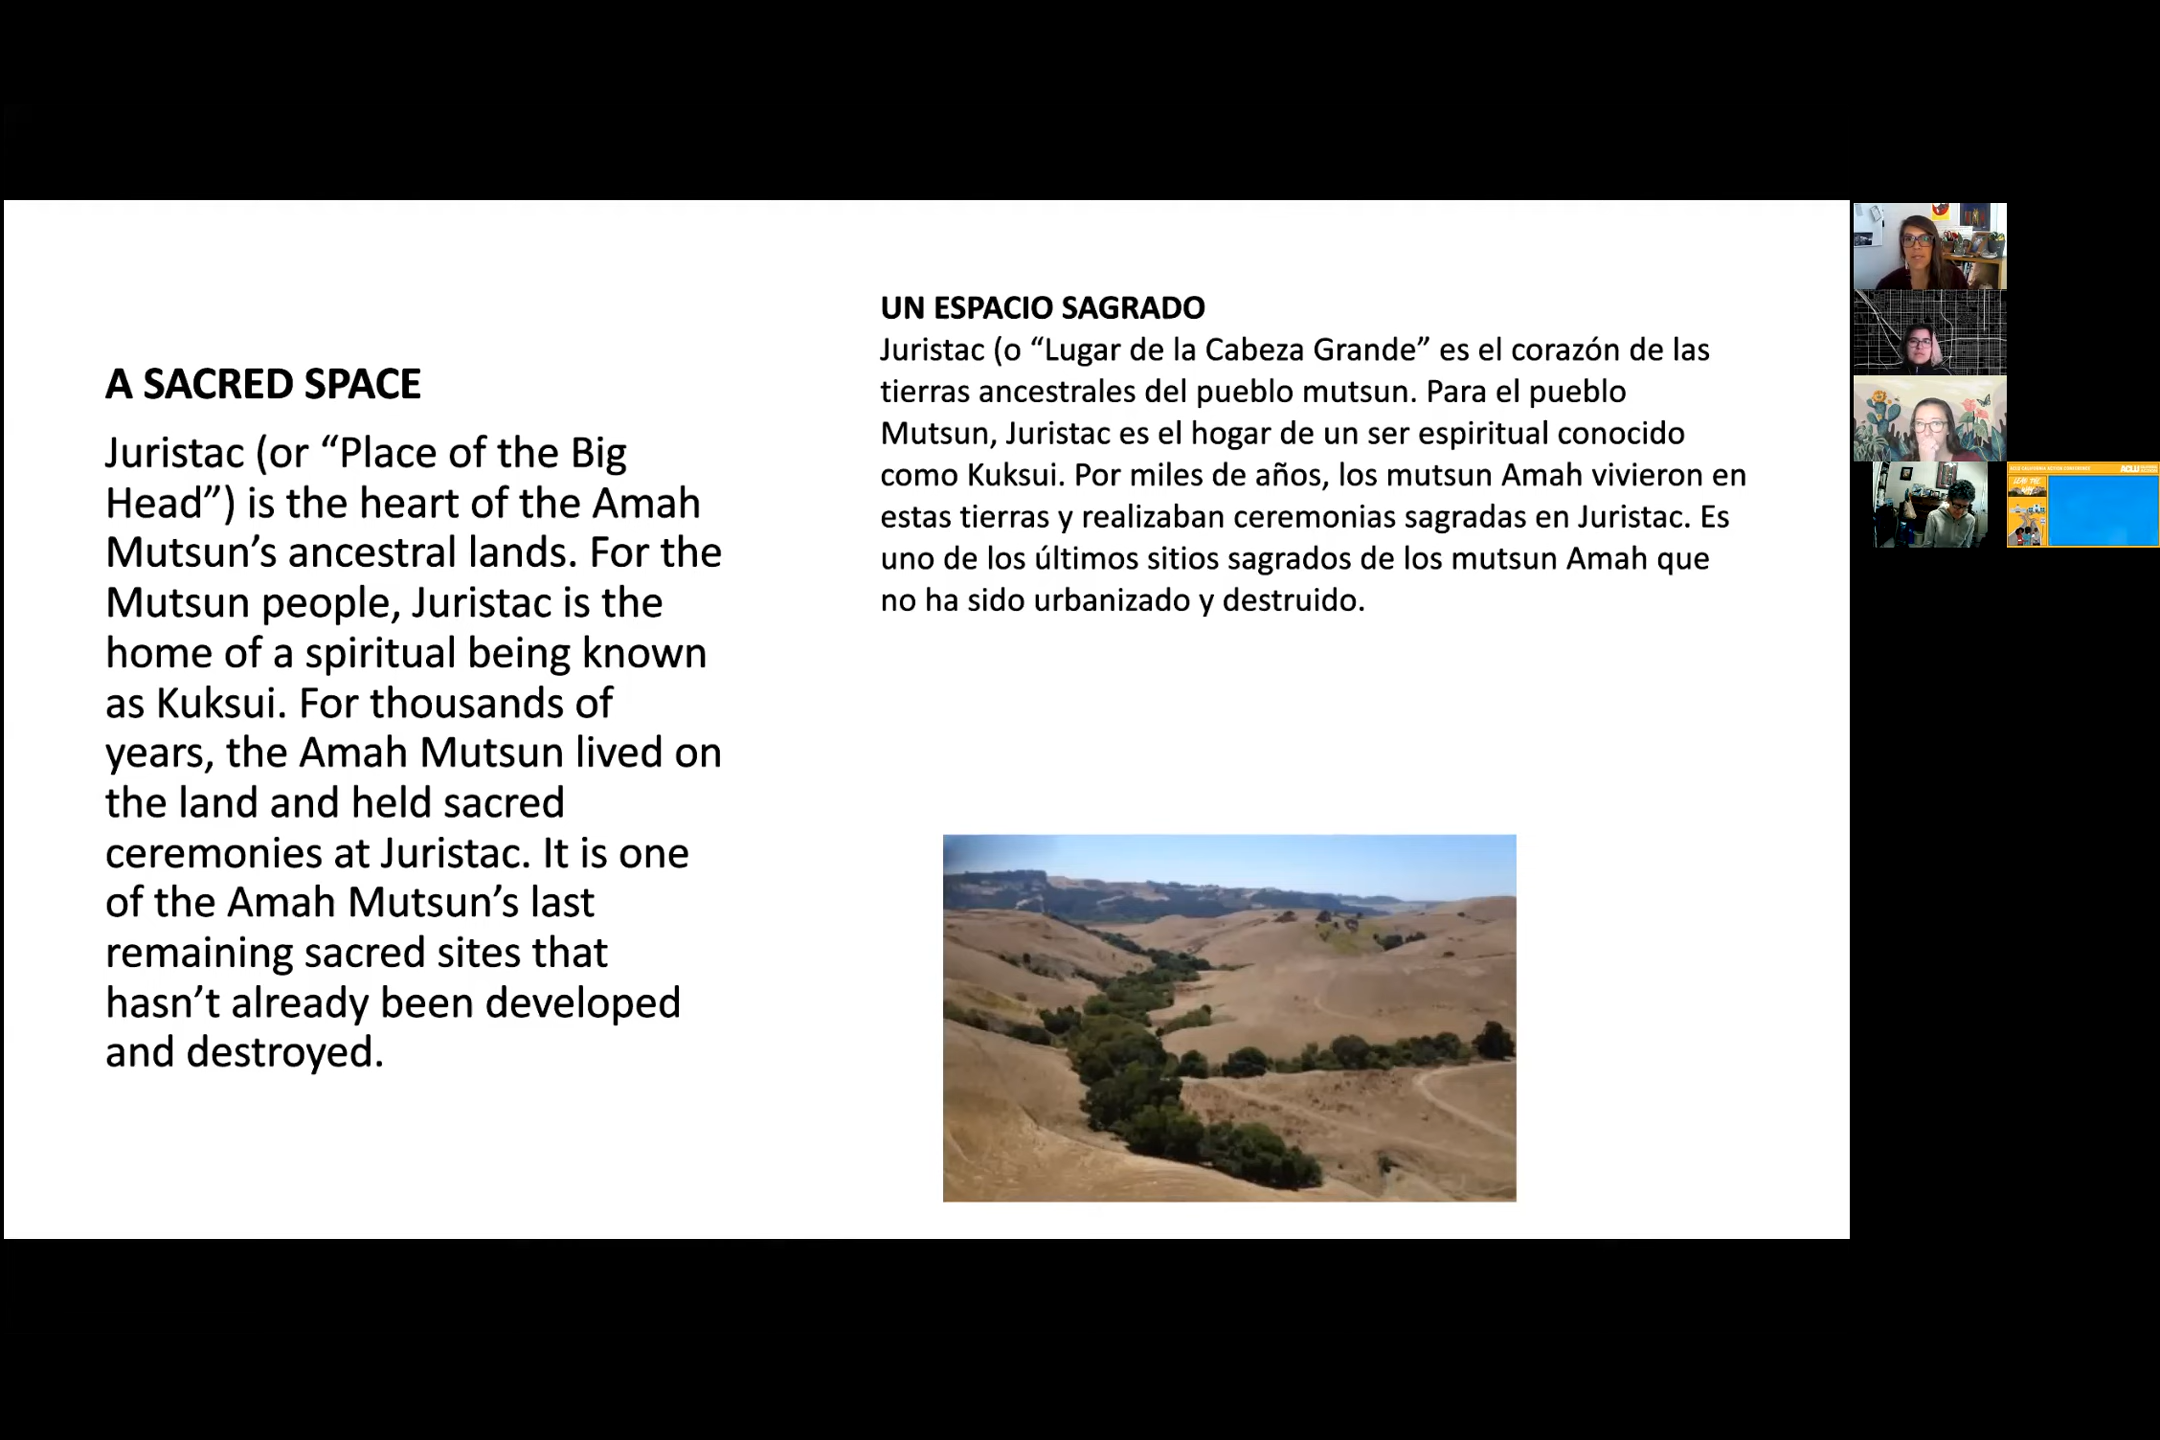 A SACRED SPACE
Juristac (or “Place of the Big
Head”) is the heart of the Amah
Mutsun’s ancestral lands. For the
Mutsun people, Juristac is the
home of a spiritual being known
as Kuksui. For thousands of
years, the Amah Mutsun lived on
the land and held sacred
ceremonies at Juristac. It is one
of the Amah Mutsun’s last
remaining sacred sites that
hasn’t already been developed
and destroyed.
UN ESPACIO SAGRADO
Juristac (o “Lugar de la Cabeza Grande” es el corazón de las
tierras ancestrales del pueblo mutsun. Para el pueblo
Mutsun, Juristac es el hogar de un ser espiritual conocido
como Kuksui. Por miles de años, los mutsun Amah vivieron en
estas tierras y realizaban ceremonias sagradas en Juristac. Es
uno de los últimos sitios sagrados de los mutsun Amah que
no ha sido urbanizado y destruido.
ACLU